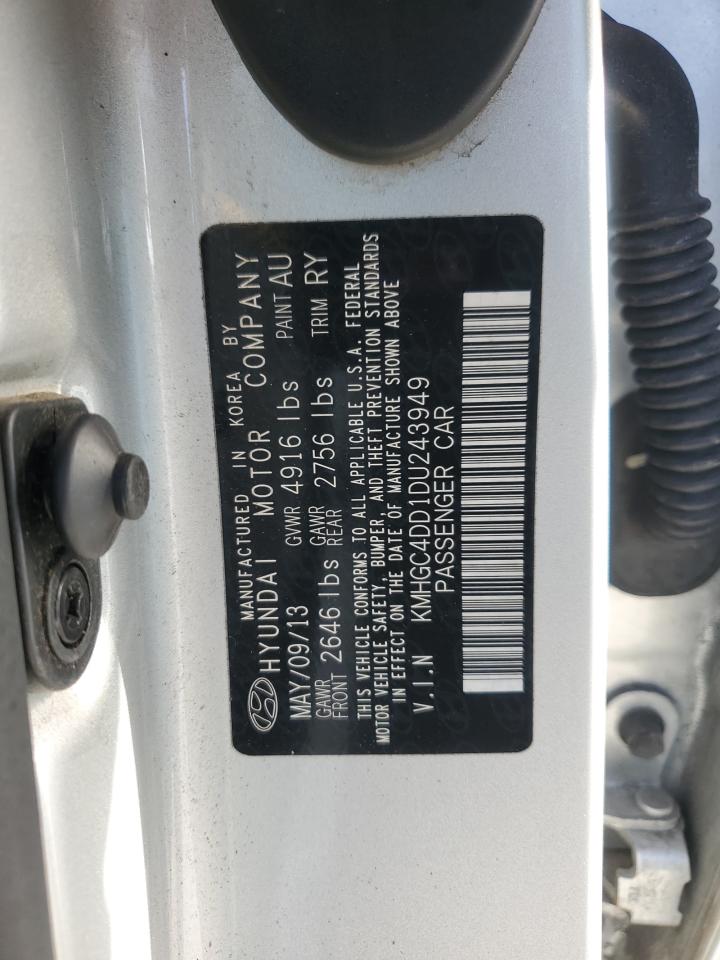 MANUFACTURED IN KOREA BY
HYUNDAI MOTOR COMPANY
MAY/09/13 GVWR 4916 lbs PAINT AU
GAWR FRONT 2646 lbs GAWR REAR 2756 lbs TRIM RY
THIS VEHICLE CONFORMS TO ALL APPLICABLE U.S.A. FEDERAL
MOTOR VEHICLE SAFETY, BUMPER, AND THEFT PREVENTION STANDARDS
IN EFFECT ON THE DATE OF MANUFACTURE SHOWN ABOVE
V.I.N KMHGC4DD1DU243949
PASSENGER CAR